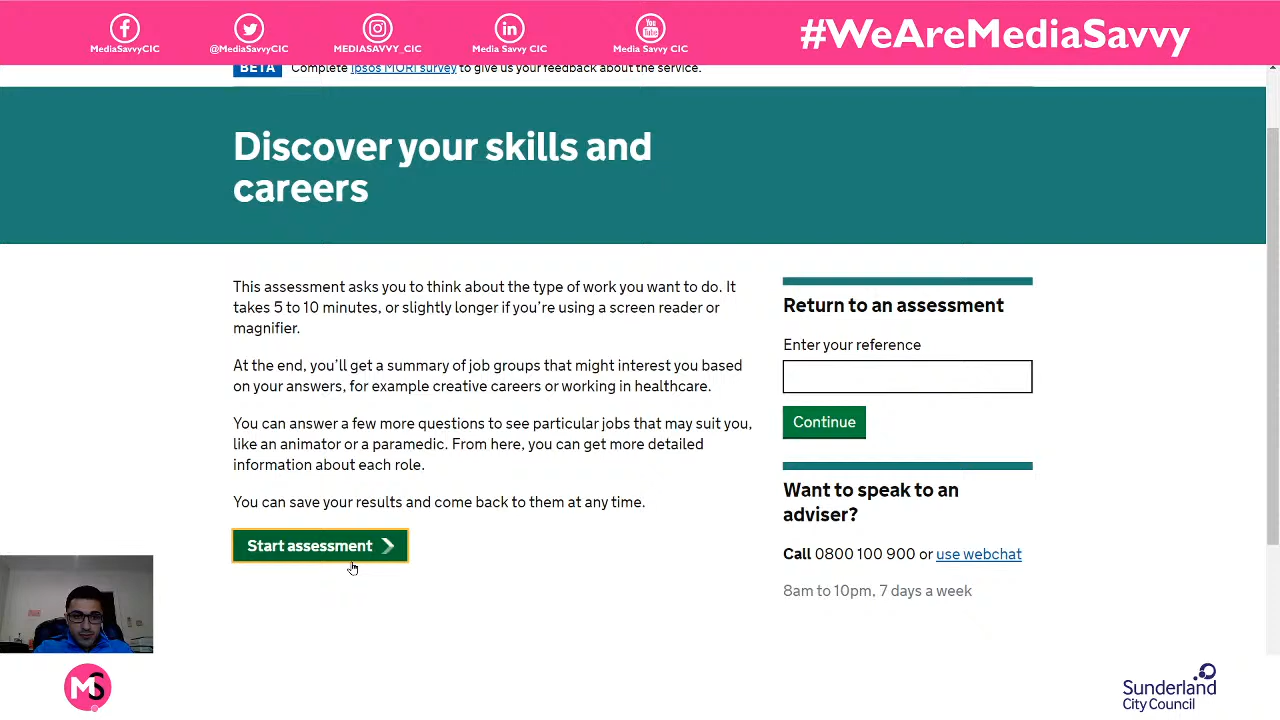 MediaSavvyCIC
@MediaSavvyCIC
MEDIASAVVY_CIC
Media Savvy CIC
Media Savvy CIC
#WeAreMediaSavvy
BETA
Complete Ipsos MORI survey to give us your feedback about the service.
Discover your skills and
careers
This assessment asks you to think about the type of work you want to do. It
takes 5 to 10 minutes, or slightly longer if you’re using a screen reader or
magnifier.
At the end, you’ll get a summary of job groups that might interest you based
on your answers, for example creative careers or working in healthcare.
You can answer a few more questions to see particular jobs that may suit you,
like an animator or a paramedic. From here, you can get more detailed
information about each role.
You can save your results and come back to them at any time.
Start assessment
Return to an assessment
Enter your reference
Continue
Want to speak to an
adviser?
Call 0800 100 900 or use webchat
8am to 10pm, 7 days a week
MS
Sunderland
City Council